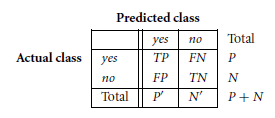 Predicted class
yes no Total
Actual class yes TP FN P
no FP TN N
Total P′ N′ P + N